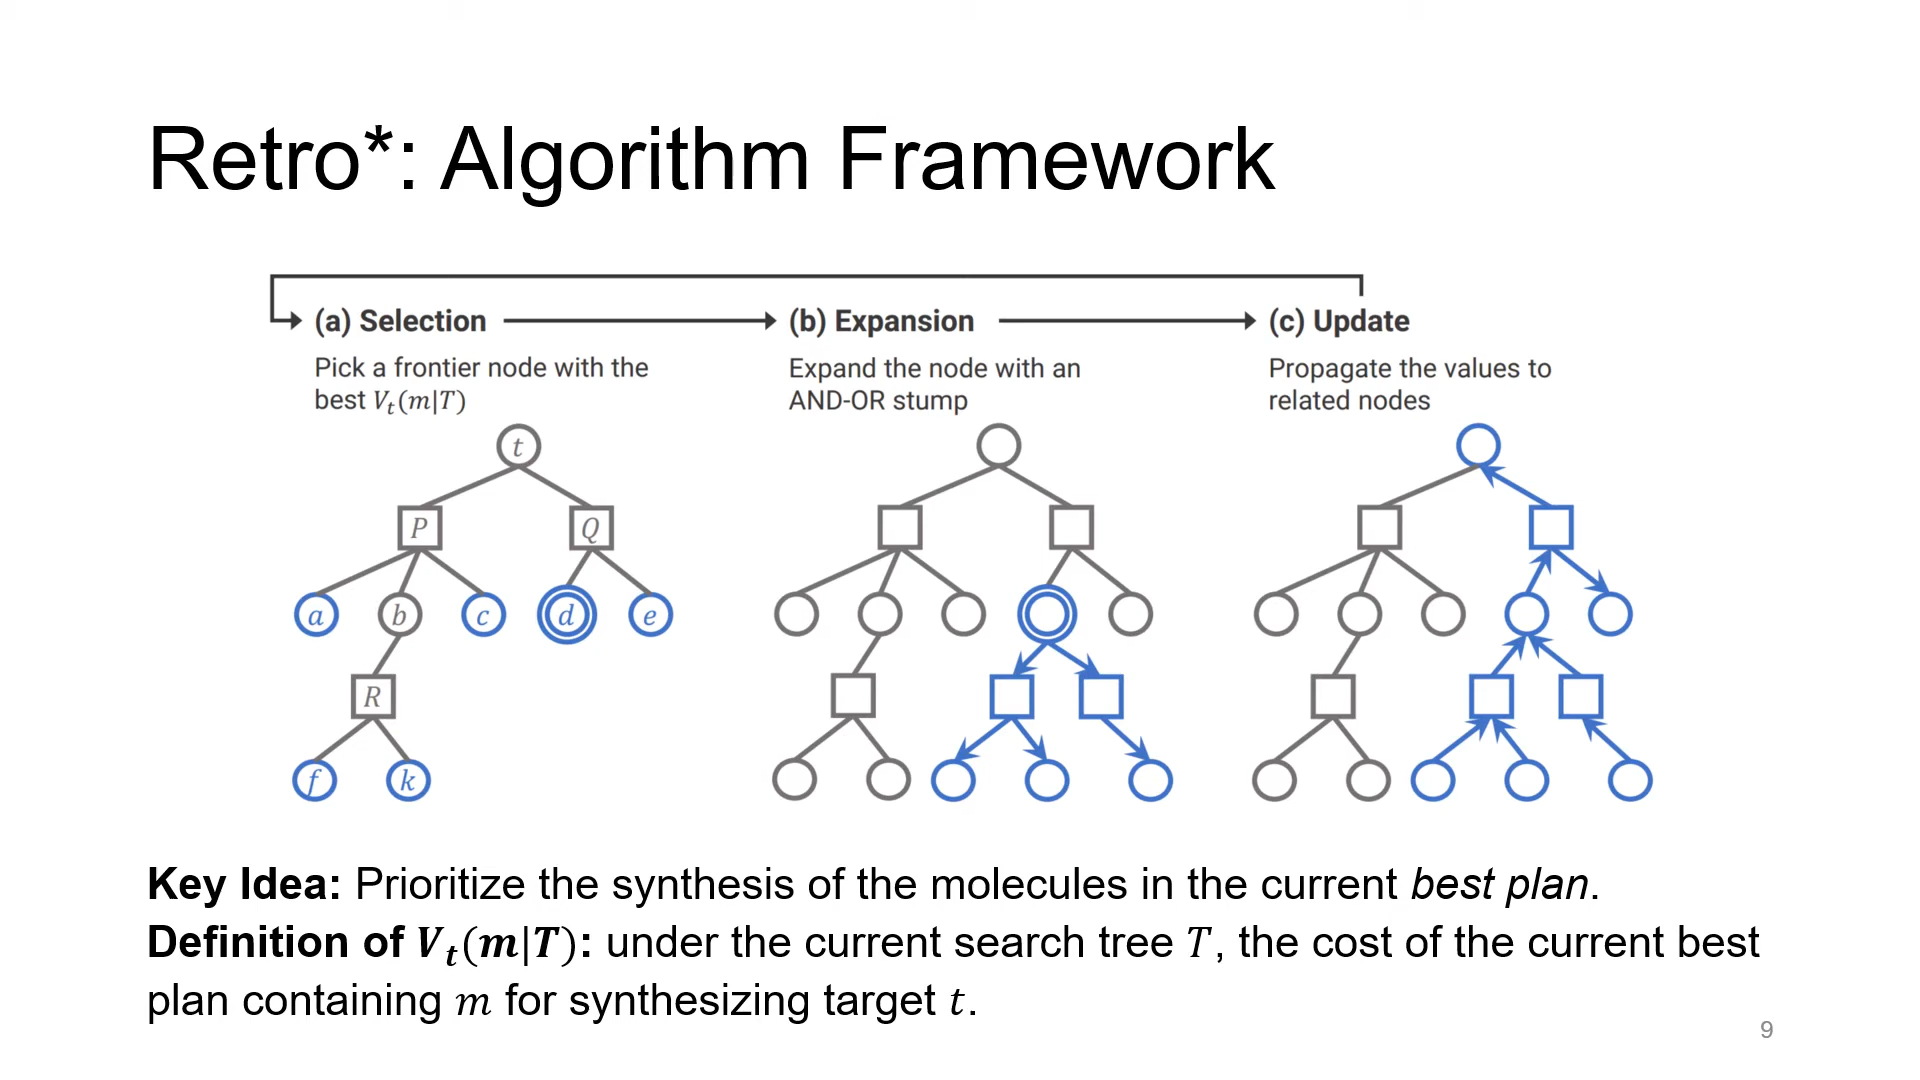 Retro*: Algorithm Framework
(a) Selection
(b) Expansion
(c) Update
Pick a frontier node with the
best Vₜ(m|T)
Expand the node with an
AND-OR stump
Propagate the values to
related nodes
t
P
Q
a
b
c
d
e
R
f
k
Key Idea: Prioritize the synthesis of the molecules in the current best plan.
Definition of Vₜ(m|T): under the current search tree T, the cost of the current best
plan containing m for synthesizing target t.
9